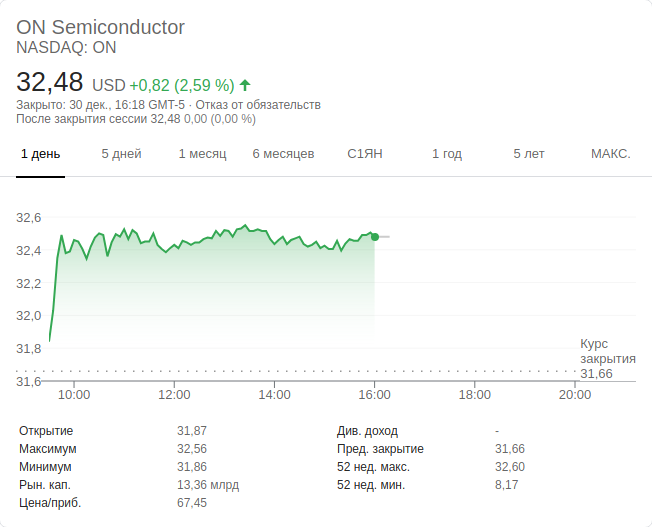 ON Semiconductor
NASDAQ: ON
32,48 USD +0,82 (2,59 %)
Закрыто: 30 дек., 16:18 GMT-5 · Отказ от обязательств
После закрытия сессии 32,48 0,00 (0,00 %)
1 день 5 дней 1 месяц 6 месяцев С1ЯН 1 год 5 лет МАКС.
32,6
32,4
32,2
32,0
31,8
Курс
закрытия
31,66
31,6
10:00 12:00 14:00 16:00 18:00 20:00
Открытие 31,87 Див. доход -
Максимум 32,56 Пред. закрытие 31,66
Минимум 31,86 52 нед. макс. 32,60
Рын. кап. 13,36 млрд 52 нед. мин. 8,17
Цена/приб. 67,45